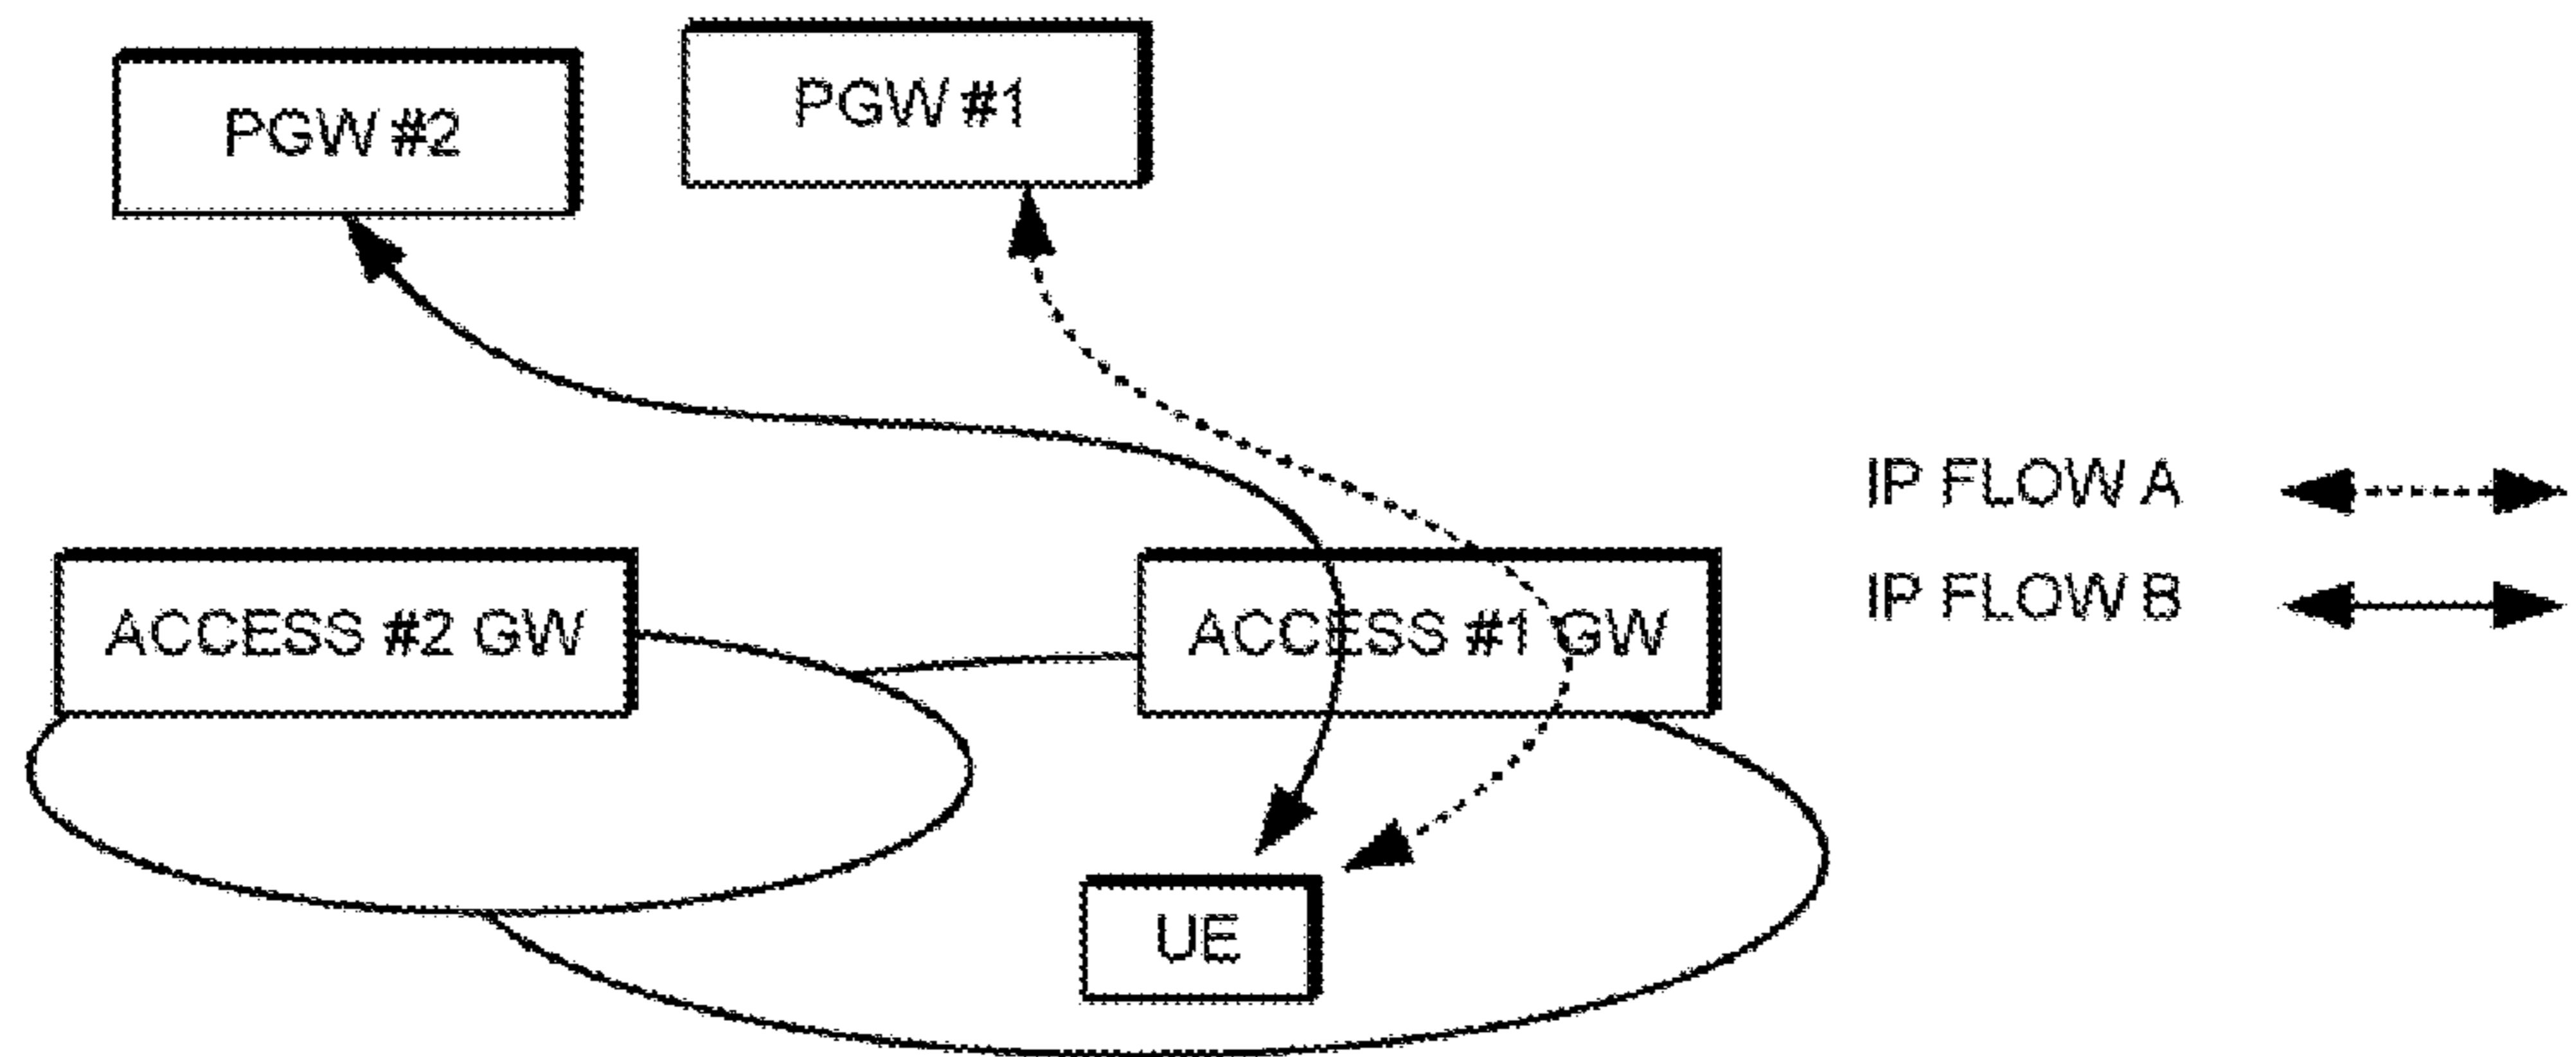 PGW #2
PGW #1
IP FLOW A
IP FLOW B
ACCESS #2 GW
ACCESS #1 GW
UE